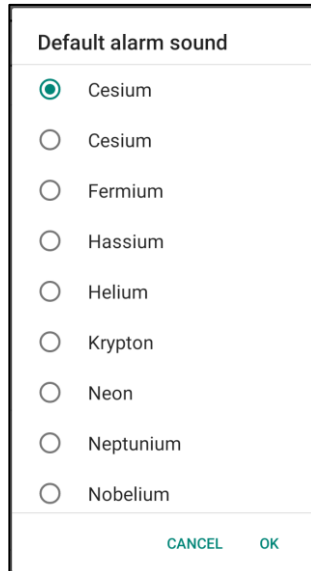 Default alarm sound
Cesium
Cesium
Fermium
Hassium
Helium
Krypton
Neon
Neptunium
Nobelium
CANCEL OK